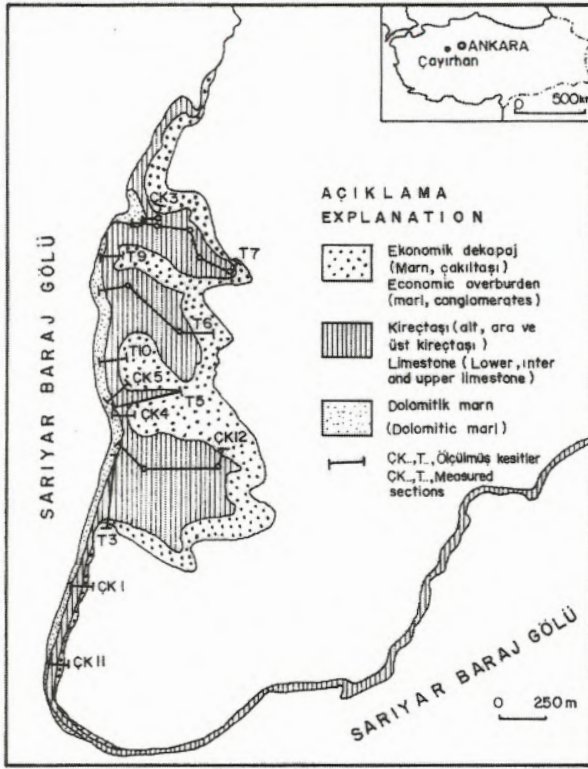 ANKARA
Çayırhan
0 500km
AÇIKLAMA
EXPLANATION
Ekonomik dekapaj
(Marn, çakıltaşı)
Economic overburden
(marl, conglomerates)
Kireçtaşı (alt, ara ve
üst kireçtaşı)
Limestone (Lower, inter
and upper limestone)
Dolomitik marn
(Dolomitic marl)
ÇK..,T.., Ölçülmüş kesitler
ÇK..,T.., Measured
sections
SARIYAR BARAJ GÖLÜ
ÇK3
T7
T9
T6
T10
ÇK5
T5
ÇK4
ÇK12
T3
ÇK1
ÇK11
SARIYAR BARAJ GÖLÜ
0 250m